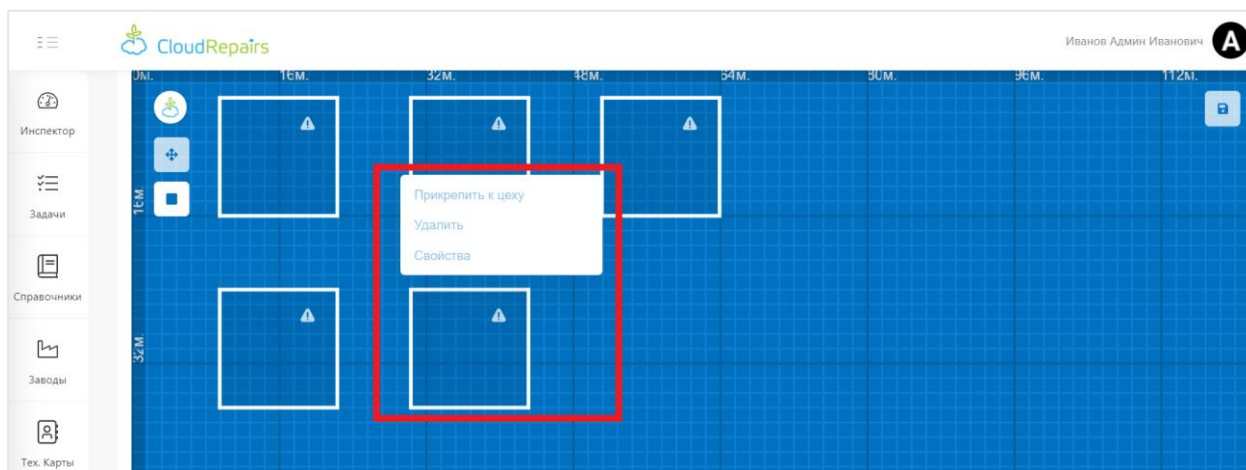 CloudRepairs
Иванов Админ Иванович
A
0м. 16м. 32м. 48м. 64м. 80м. 96м. 112м.
Инспектор
Задачи
16м.
Прикрепить к цеху
Удалить
Свойства
Справочники
32м.
Заводы
Тех. Карты